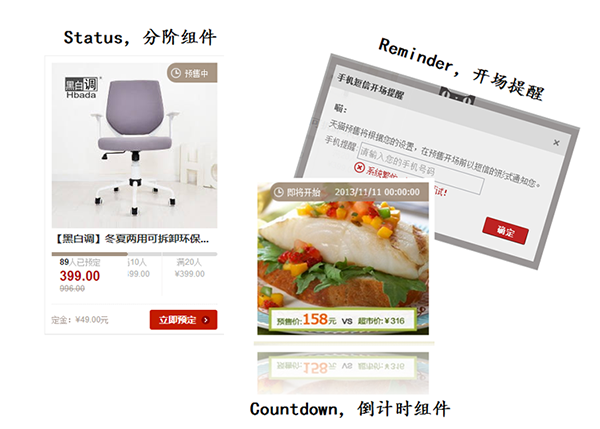 Status, 分阶组件
黑白调
Hbada
预售中
【黑白调】冬夏两用可拆卸环保...
89人已预定
399.00
996.00
满10人
399.00
满20人
¥399.00
定金: ¥49.00元
立即预定
Reminder, 开场提醒
手机短信开场提醒
喵:
天猫预售将根据您的设置, 在预售开场前以短信的形式通知您。
手机提醒:
请输入您的手机号码
系统繁忙
试!
确定
即将开始 2013/11/11 00:00:00
预售价:158元 VS 超市价:¥316
Countdown, 倒计时组件